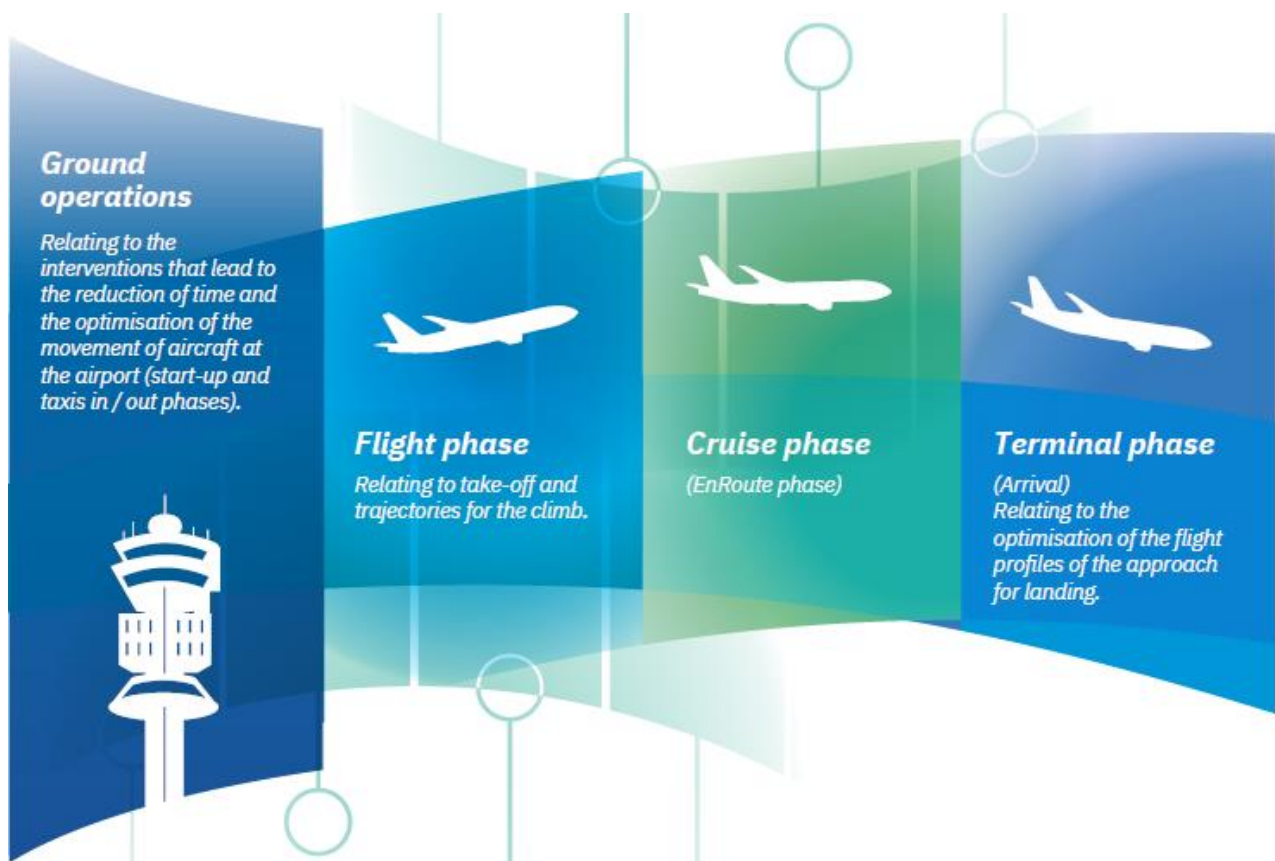 Ground
operations
Relating to the
interventions that lead to
the reduction of time and
the optimisation of the
movement of aircraft at
the airport (start-up and
taxis in / out phases).
Flight phase
Relating to take-off and
trajectories for the climb.
Cruise phase
(EnRoute phase)
Terminal phase
(Arrival)
Relating to the
optimisation of the flight
profiles of the approach
for landing.